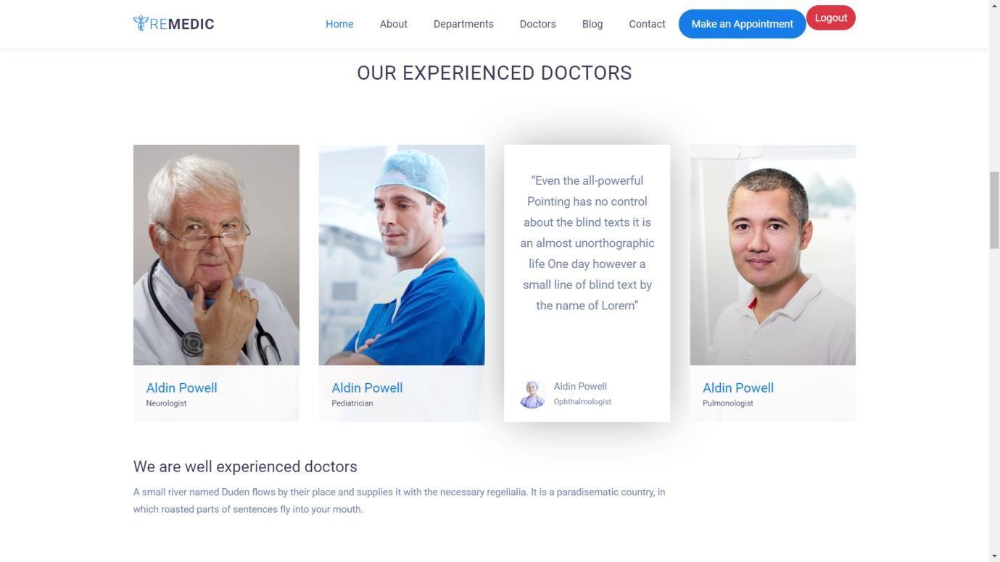 REMEDIC
Home About Departments Doctors Blog Contact Make an Appointment Logout
OUR EXPERIENCED DOCTORS
“Even the all-powerful
Pointing has no control
about the blind texts it is
an almost unorthographic
life One day however a
small line of blind text by
the name of Lorem”
Aldin Powell
Neurologist
Aldin Powell
Pediatrician
Aldin Powell
Ophthalmologist
Aldin Powell
Pulmonologist
We are well experienced doctors
A small river named Duden flows by their place and supplies it with the necessary regelialia. It is a paradisematic country, in
which roasted parts of sentences fly into your mouth.